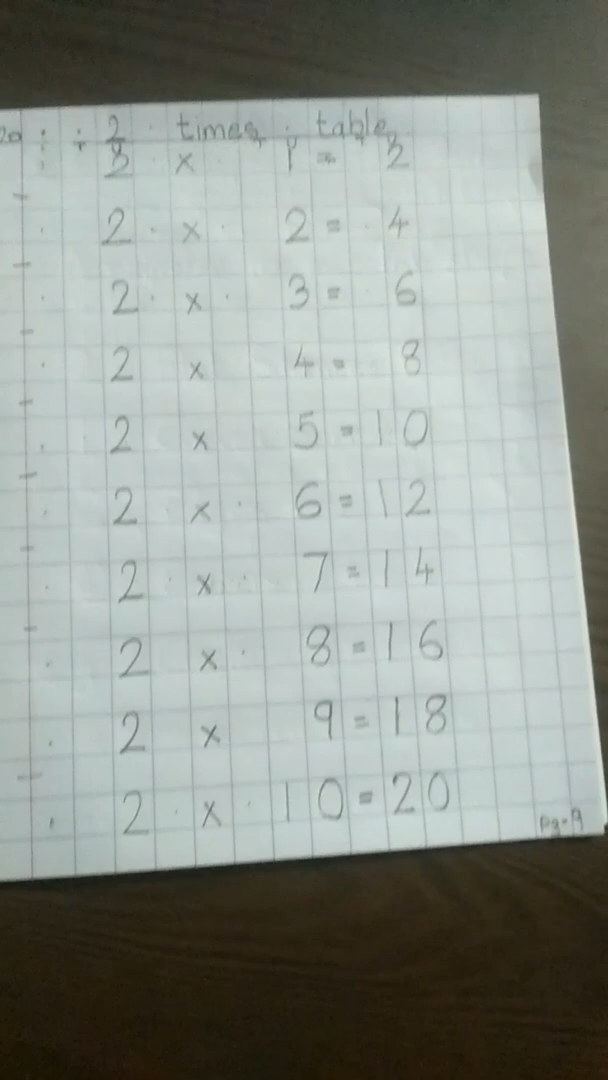 20
2 times table
2 x 1 = 2
2 x 2 = 4
2 x 3 = 6
2 x 4 = 8
2 x 5 = 10
2 x 6 = 12
2 x 7 = 14
2 x 8 = 16
2 x 9 = 18
2 x 10 = 20